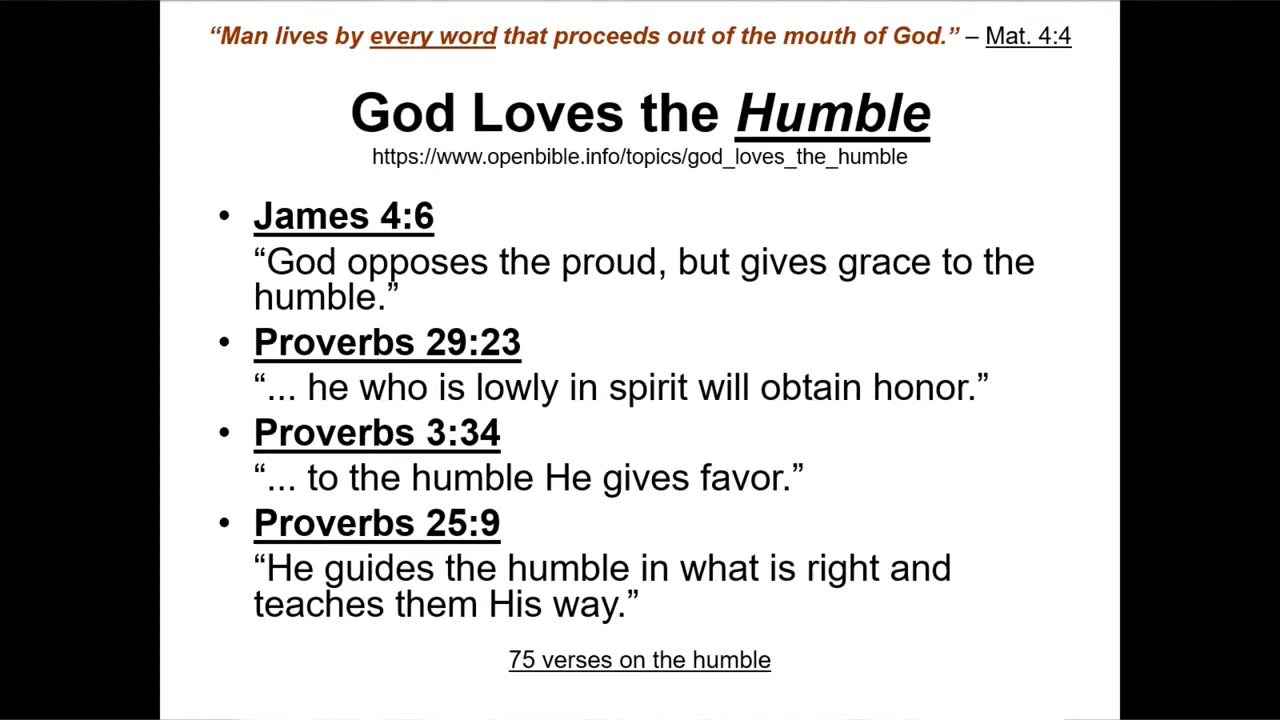 “Man lives by every word that proceeds out of the mouth of God.” – Mat. 4:4
God Loves the Humble
https://www.openbible.info/topics/god_loves_the_humble
• James 4:6
“God opposes the proud, but gives grace to the
humble.”
• Proverbs 29:23
“... he who is lowly in spirit will obtain honor.”
• Proverbs 3:34
“... to the humble He gives favor.”
• Proverbs 25:9
“He guides the humble in what is right and
teaches them His way.”
75 verses on the humble